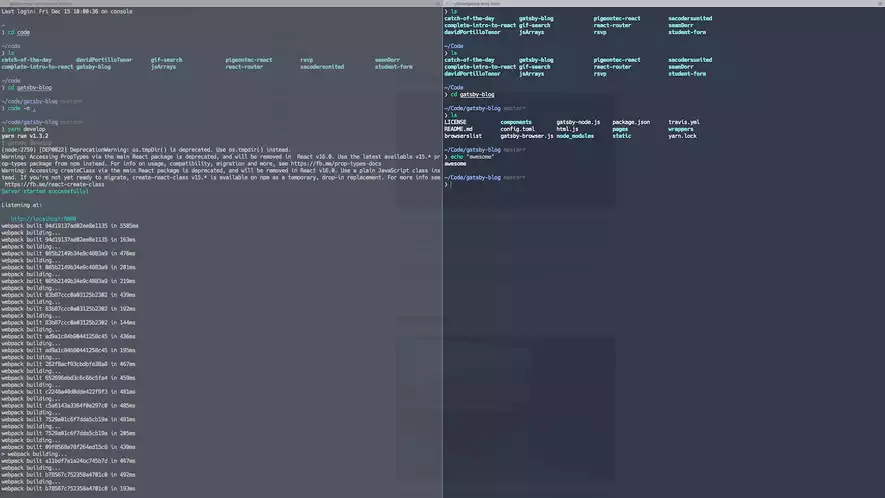 Last login: Fri Dec 15 10:00:36 on console
~
❯ cd code
~/code
❯ ls
catch-of-the-day davidPortilloTenor gif-search pigeontec-react rsvp seanDorr
complete-intro-to-react gatsby-blog jsArrays react-router sacodersunited student-form
~/code
❯ cd gatsby-blog
~/Code/gatsby-blog master*
❯ code -n .
~/Code/gatsby-blog master*
❯ yarn develop
yarn run v1.3.2
$ gatsby develop
(node:2759) [DEP0022] DeprecationWarning: os.tmpDir() is deprecated. Use os.tmpdir() instead.
Warning: Accessing PropTypes via the main React package is deprecated, and will be removed in  React v16.0. Use the latest available v15.* pr
op-types package from npm instead. For info on usage, compatibility, migration and more, see https://fb.me/prop-types-docs
Warning: Accessing createClass via the main React package is deprecated, and will be removed in React v16.0. Use a plain JavaScript class ins
tead. If you're not yet ready to migrate, create-react-class v15.* is available on npm as a temporary, drop-in replacement. For more info see
https://fb.me/react-create-class
Server started successfully!
Listening at:
http://localhost:8000
webpack built 94d19137ad02ee8e1135 in 5585ms
webpack building...
webpack built 94d19137ad02ee8e1135 in 163ms
webpack building...
webpack built 005b2149b34e9c4083a9 in 476ms
webpack building...
webpack built 005b2149b34e9c4083a9 in 201ms
webpack building...
webpack built 005b2149b34e9c4083a9 in 219ms
webpack building...
webpack built 83b87ccc0a03125b2302 in 439ms
webpack building...
webpack built 83b87ccc0a03125b2302 in 192ms
webpack building...
webpack built 83b87ccc0a03125b2302 in 144ms
webpack building...
webpack built ad9a1c84b90441258c45 in 436ms
webpack building...
webpack built ad9a1c84b90441258c45 in 195ms
webpack building...
webpack built 262f8acf93cbdbfe38a8 in 467ms
webpack building...
webpack built 652696ebd3c6c66c5fa4 in 459ms
webpack building...
webpack built c2240a40d0dde422f9f3 in 481ms
webpack building...
webpack built c5a6143a3364f0e297c0 in 405ms
webpack building...
webpack built 7529a01c6f7dda5cb19a in 481ms
webpack building...
webpack built 7529a01c6f7dda5cb19a in 205ms
webpack building...
webpack built 09f8568e78f264ed15c8 in 439ms
> webpack building...
webpack built a11bdf7e1a24bc745b7d in 467ms
webpack building...
webpack built b78567c752358a4701c0 in 492ms
webpack building...
webpack built b78567c752358a4701c0 in 193ms
❯ ls
catch-of-the-day gatsby-blog pigeontec-react sacodersunited
complete-intro-to-react gif-search react-router seanDorr
davidPortilloTenor jsArrays rsvp student-form
~/Code
❯ ls
catch-of-the-day gatsby-blog pigeontec-react sacodersunited
complete-intro-to-react gif-search react-router seanDorr
davidPortilloTenor jsArrays rsvp student-form
~/Code
❯ cd gatsby-blog
~/Code/gatsby-blog master*
❯ ls
LICENSE components gatsby-node.js package.json travis.yml
README.md config.toml html.js pages wrappers
browserslist gatsby-browser.js node_modules static yarn.lock
~/Code/gatsby-blog master*
❯ echo "awesome"
awesome
~/Code/gatsby-blog master*
❯